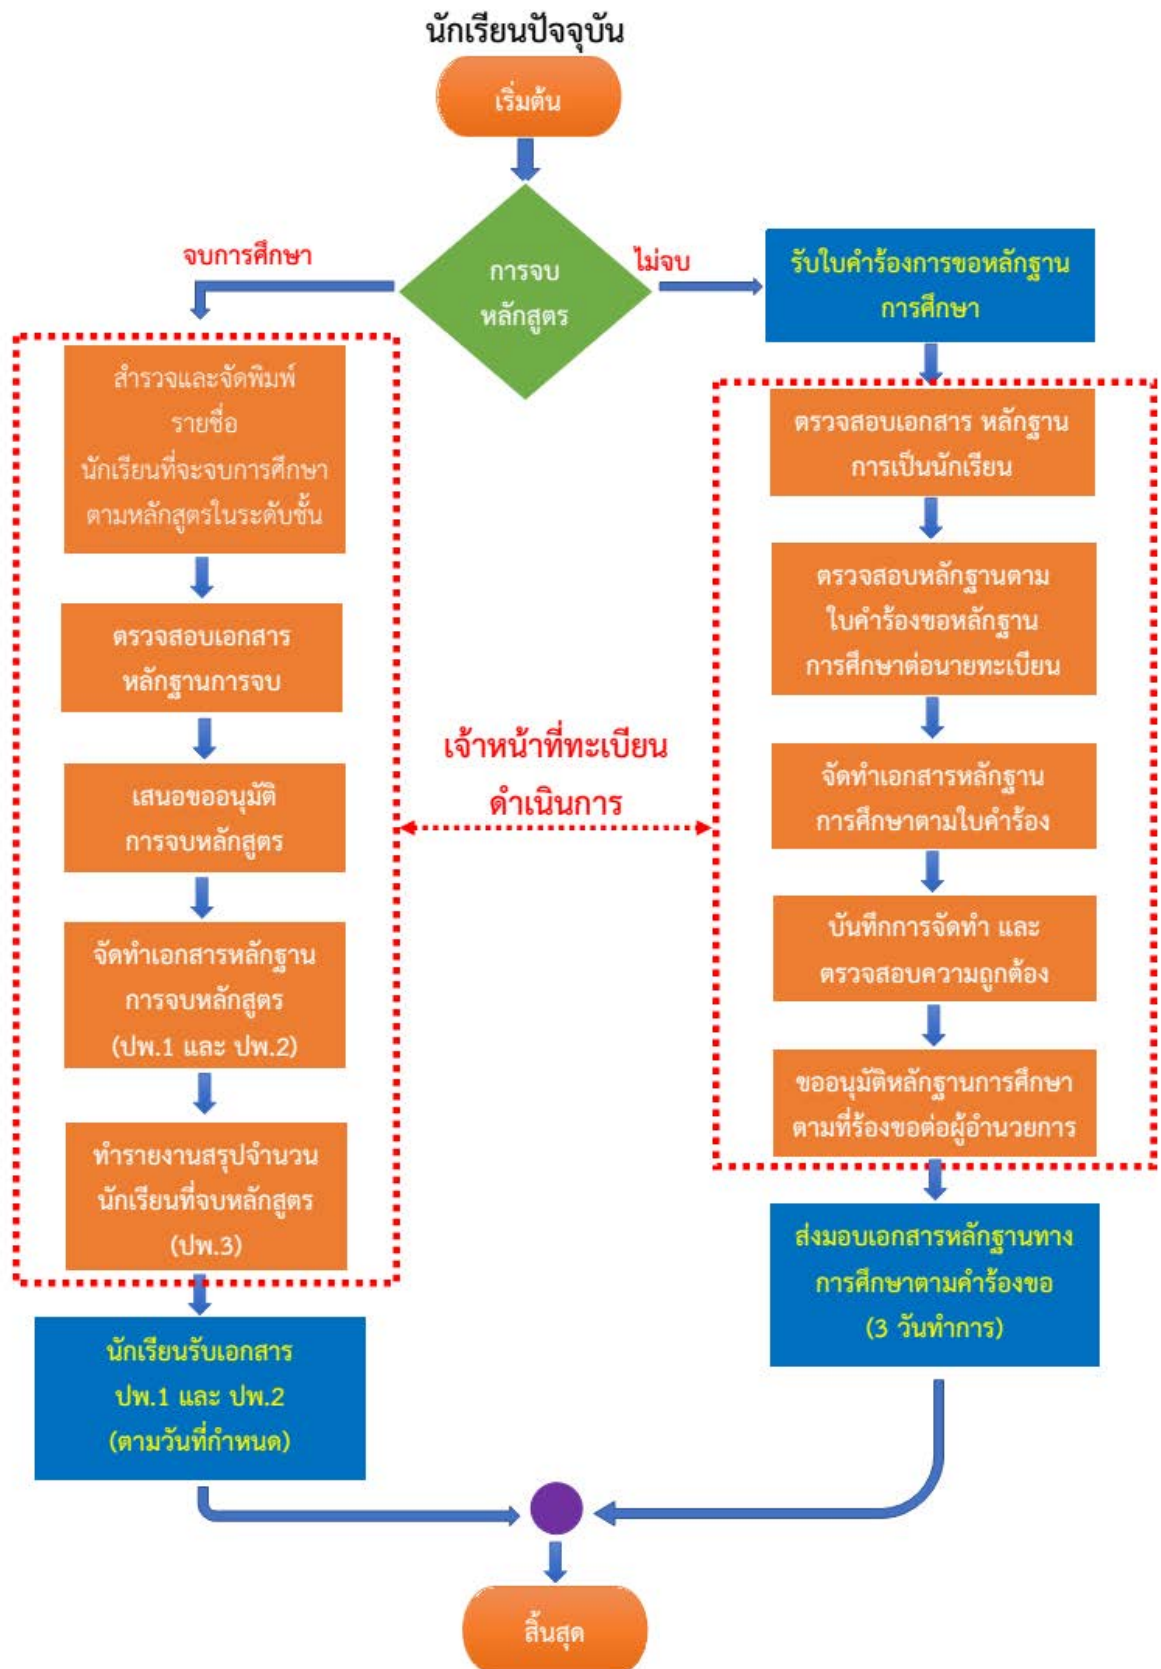 นักเรียนปัจจุบัน
เริ่มต้น
การจบ
หลักสูตร
จบการศึกษา
ไม่จบ
สำรวจและจัดพิมพ์
รายชื่อ
นักเรียนที่จะจบการศึกษา
ตามหลักสูตรในระดับชั้น
ตรวจสอบเอกสาร
หลักฐานการจบ
เสนอขออนุมัติ
การจบหลักสูตร
จัดทำเอกสารหลักฐาน
การจบหลักสูตร
(ปพ.1 และ ปพ.2)
ทำรายงานสรุปจำนวน
นักเรียนที่จบหลักสูตร
(ปพ.3)
นักเรียนรับเอกสาร
ปพ.1 และ ปพ.2
(ตามวันที่กำหนด)
เจ้าหน้าที่ทะเบียน
ดำเนินการ
รับใบคำร้องการขอหลักฐาน
การศึกษา
ตรวจสอบเอกสาร หลักฐาน
การเป็นนักเรียน
ตรวจสอบหลักฐานตาม
ใบคำร้องขอหลักฐาน
การศึกษาต่อนายทะเบียน
จัดทำเอกสารหลักฐาน
การศึกษาตามใบคำร้อง
บันทึกการจัดทำ และ
ตรวจสอบความถูกต้อง
ขออนุมัติหลักฐานการศึกษา
ตามที่ร้องขอต่อผู้อำนวยการ
ส่งมอบเอกสารหลักฐานทาง
การศึกษาตามคำร้องขอ
(3 วันทำการ)
สิ้นสุด